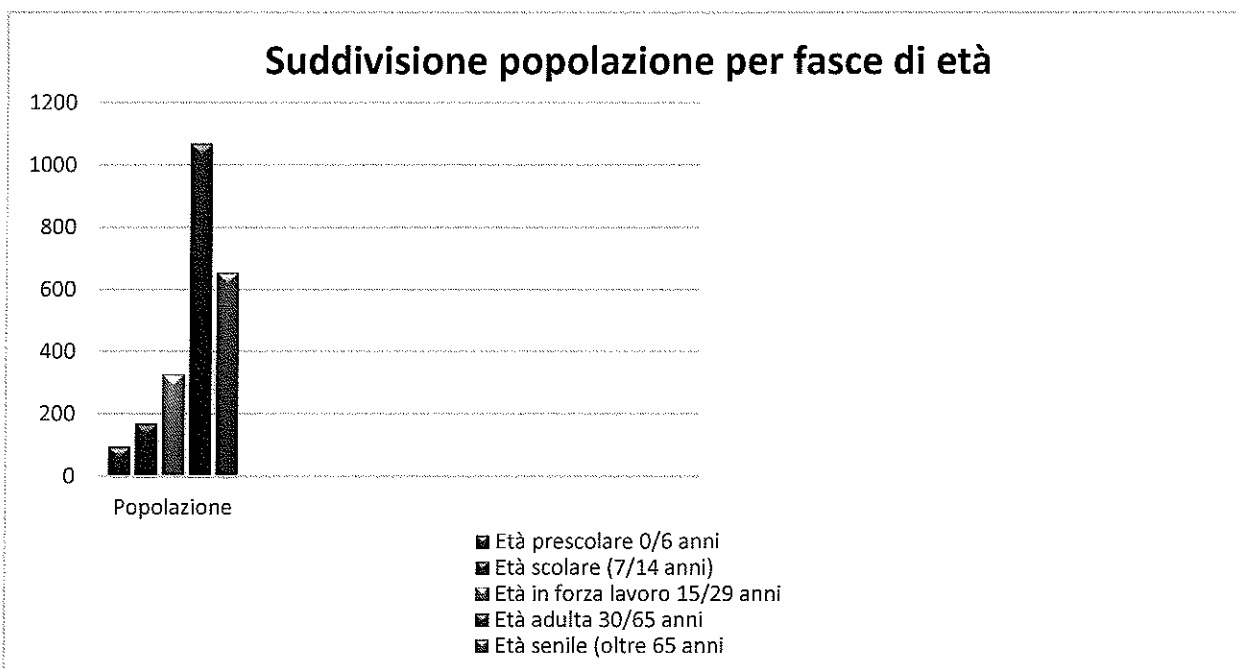 Suddivisione popolazione per fasce di età
1200
1000
800
600
400
200
0
Popolazione
Età prescolare 0/6 anni
Età scolare (7/14 anni)
Età in forza lavoro 15/29 anni
Età adulta 30/65 anni
Età senile (oltre 65 anni